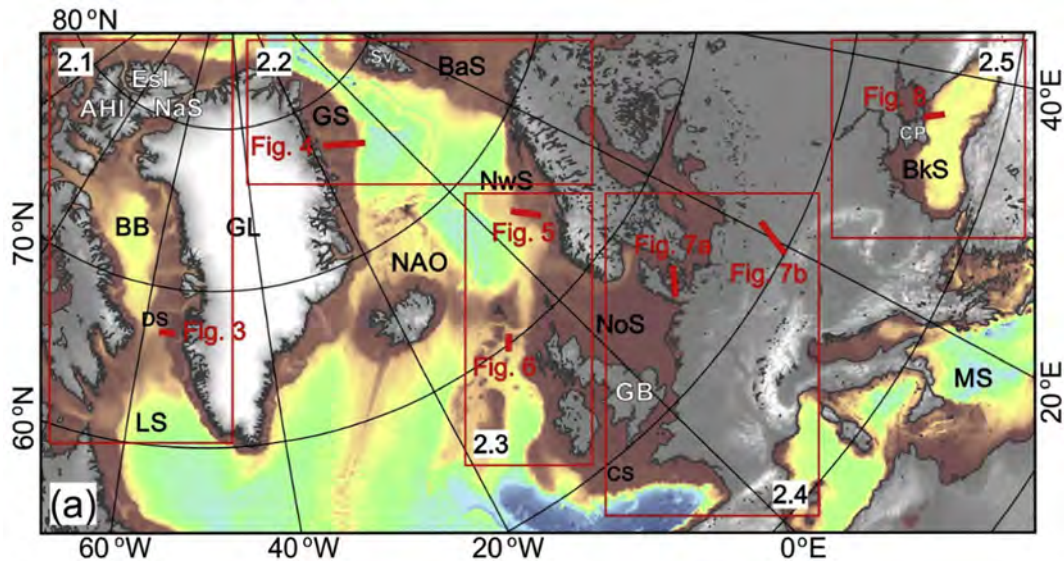 80°N
2.1
2.2
2.5
EsI
AHI
NaS
Sv
BaS
GS
Fig. 4
Fig. 8
CP
BkS
40°E
NwS
Fig. 5
BB
GL
NAO
Fig. 7a
Fig. 7b
70°N
DS
Fig. 3
NoS
Fig. 6
GB
MS
20°E
LS
60°N
2.3
CS
2.4
(a)
60°W
40°W
20°W
0°E